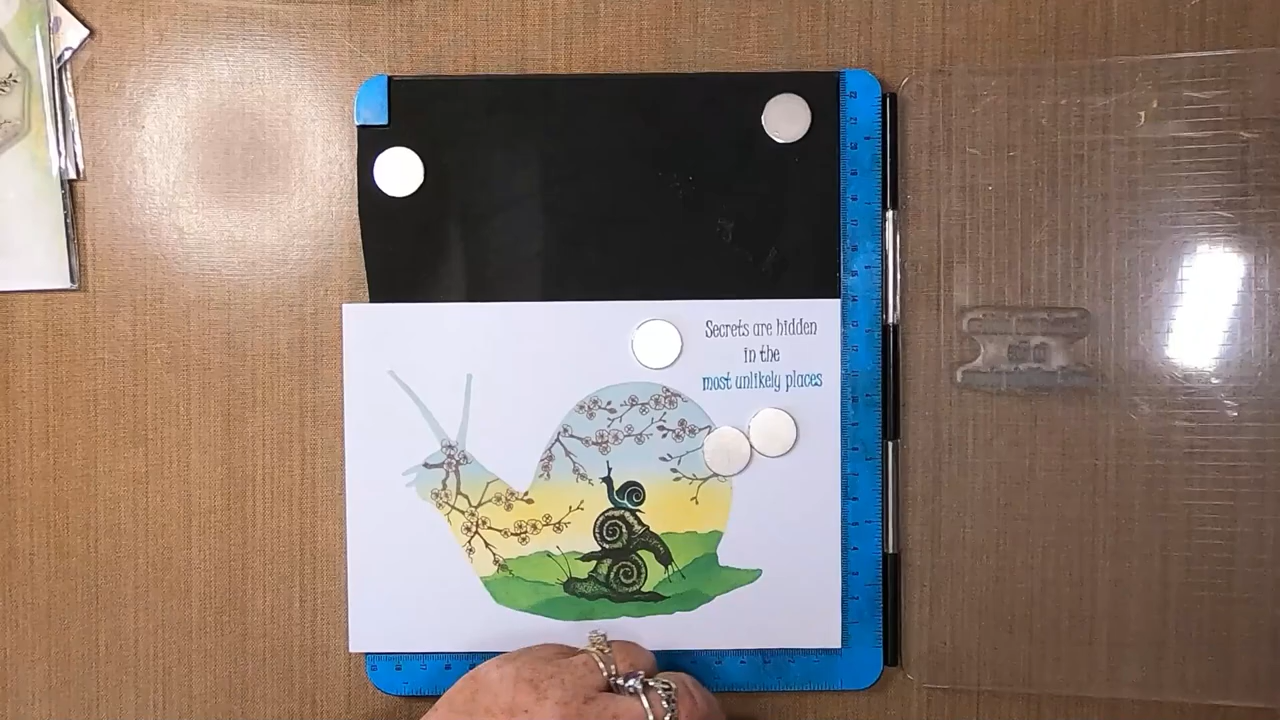 Secrets are hidden
in the
most unlikely places